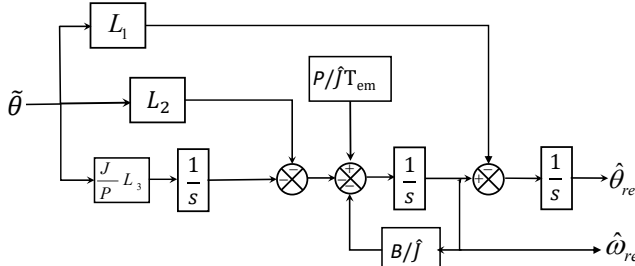 L₁
P/ĴT_em
θ̃
L₂
J/P L₃
1/s
−
−
+
−
−
1/s
−
+
1/s
θ̂_re
B/Ĵ
ω̂_re